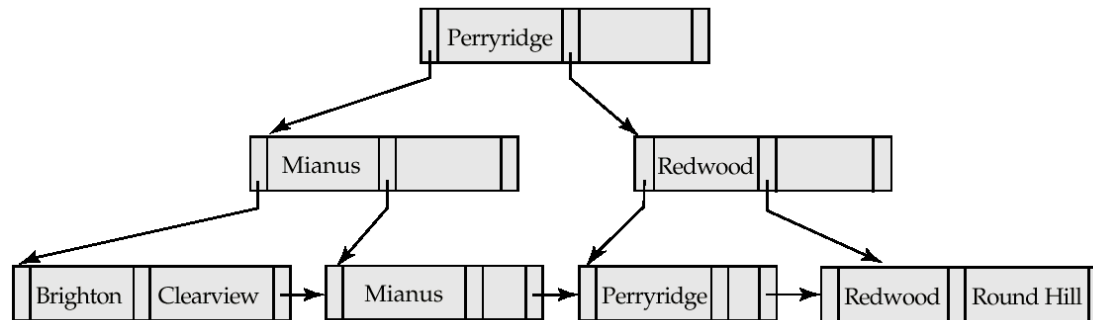 Perryridge
Mianus
Redwood
Brighton Clearview
Mianus
Perryridge
Redwood Round Hill